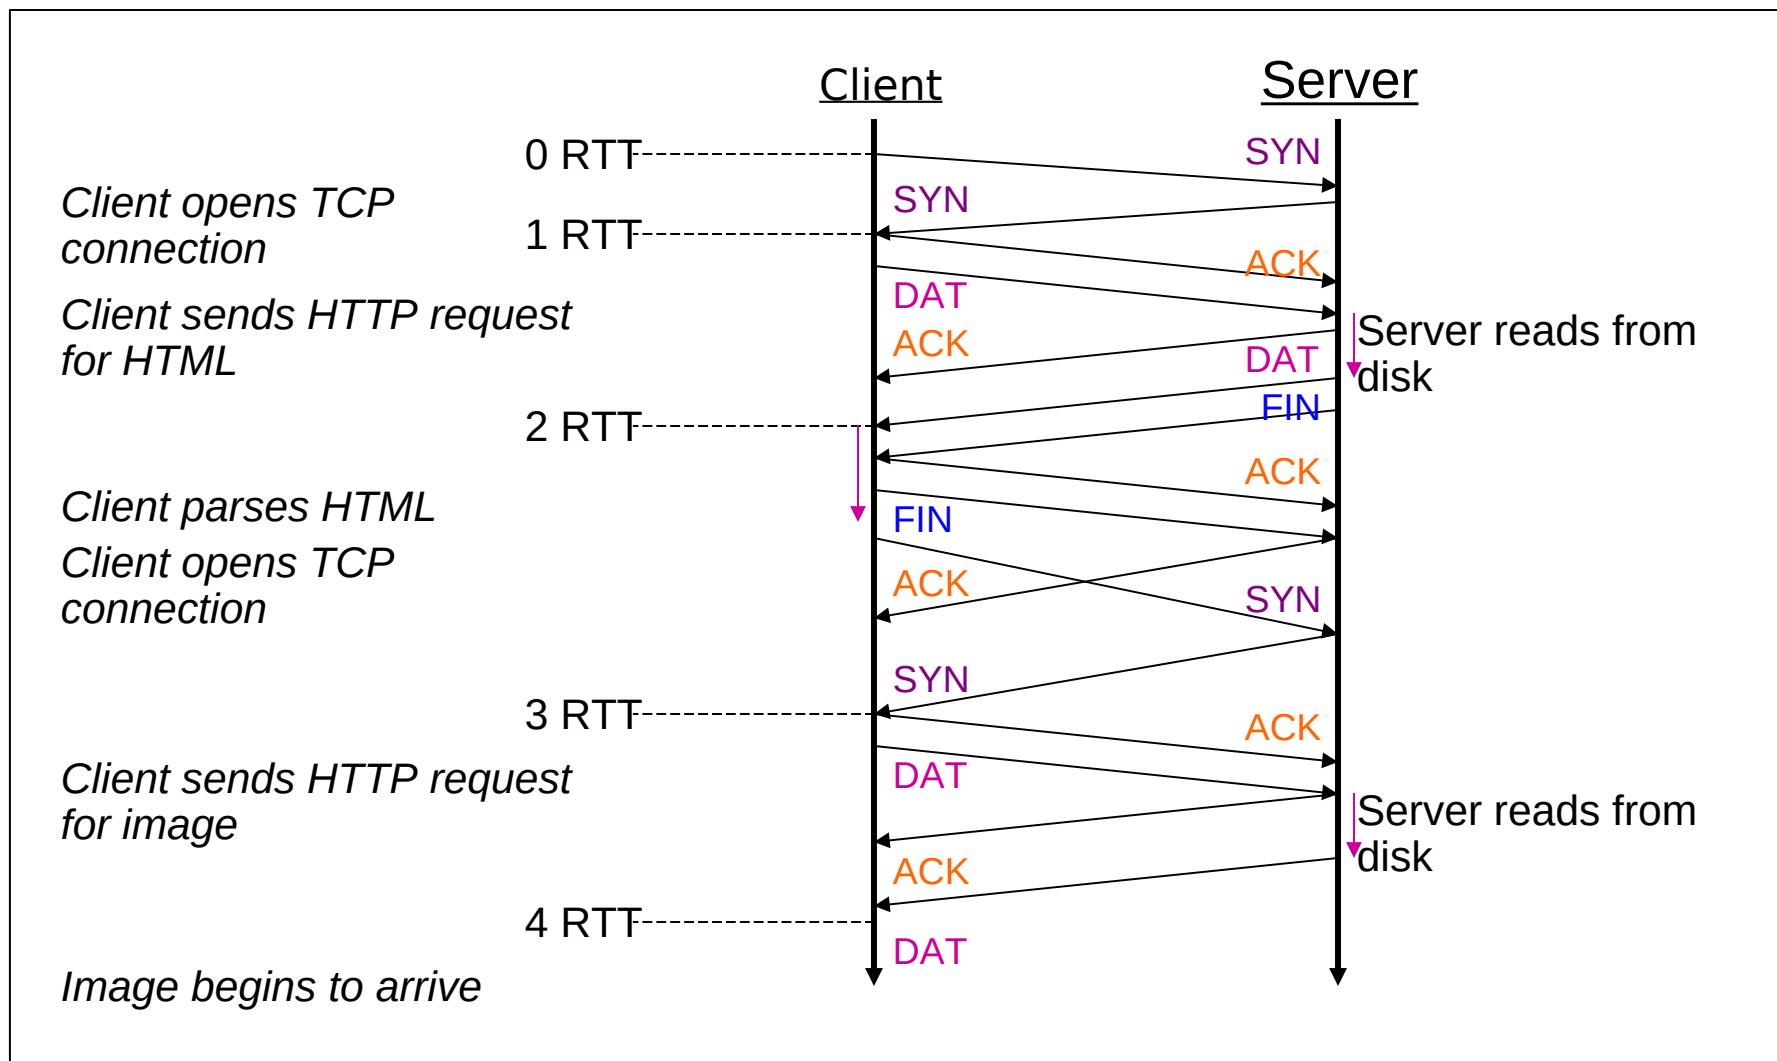 Client
Server
0 RTT
SYN
Client opens TCP
connection
SYN
1 RTT
ACK
DAT
Client sends HTTP request
for HTML
ACK
Server reads from
disk
DAT
2 RTT
FIN
ACK
Client parses HTML
FIN
Client opens TCP
connection
ACK
SYN
SYN
3 RTT
ACK
Client sends HTTP request
for image
DAT
Server reads from
disk
ACK
4 RTT
DAT
Image begins to arrive